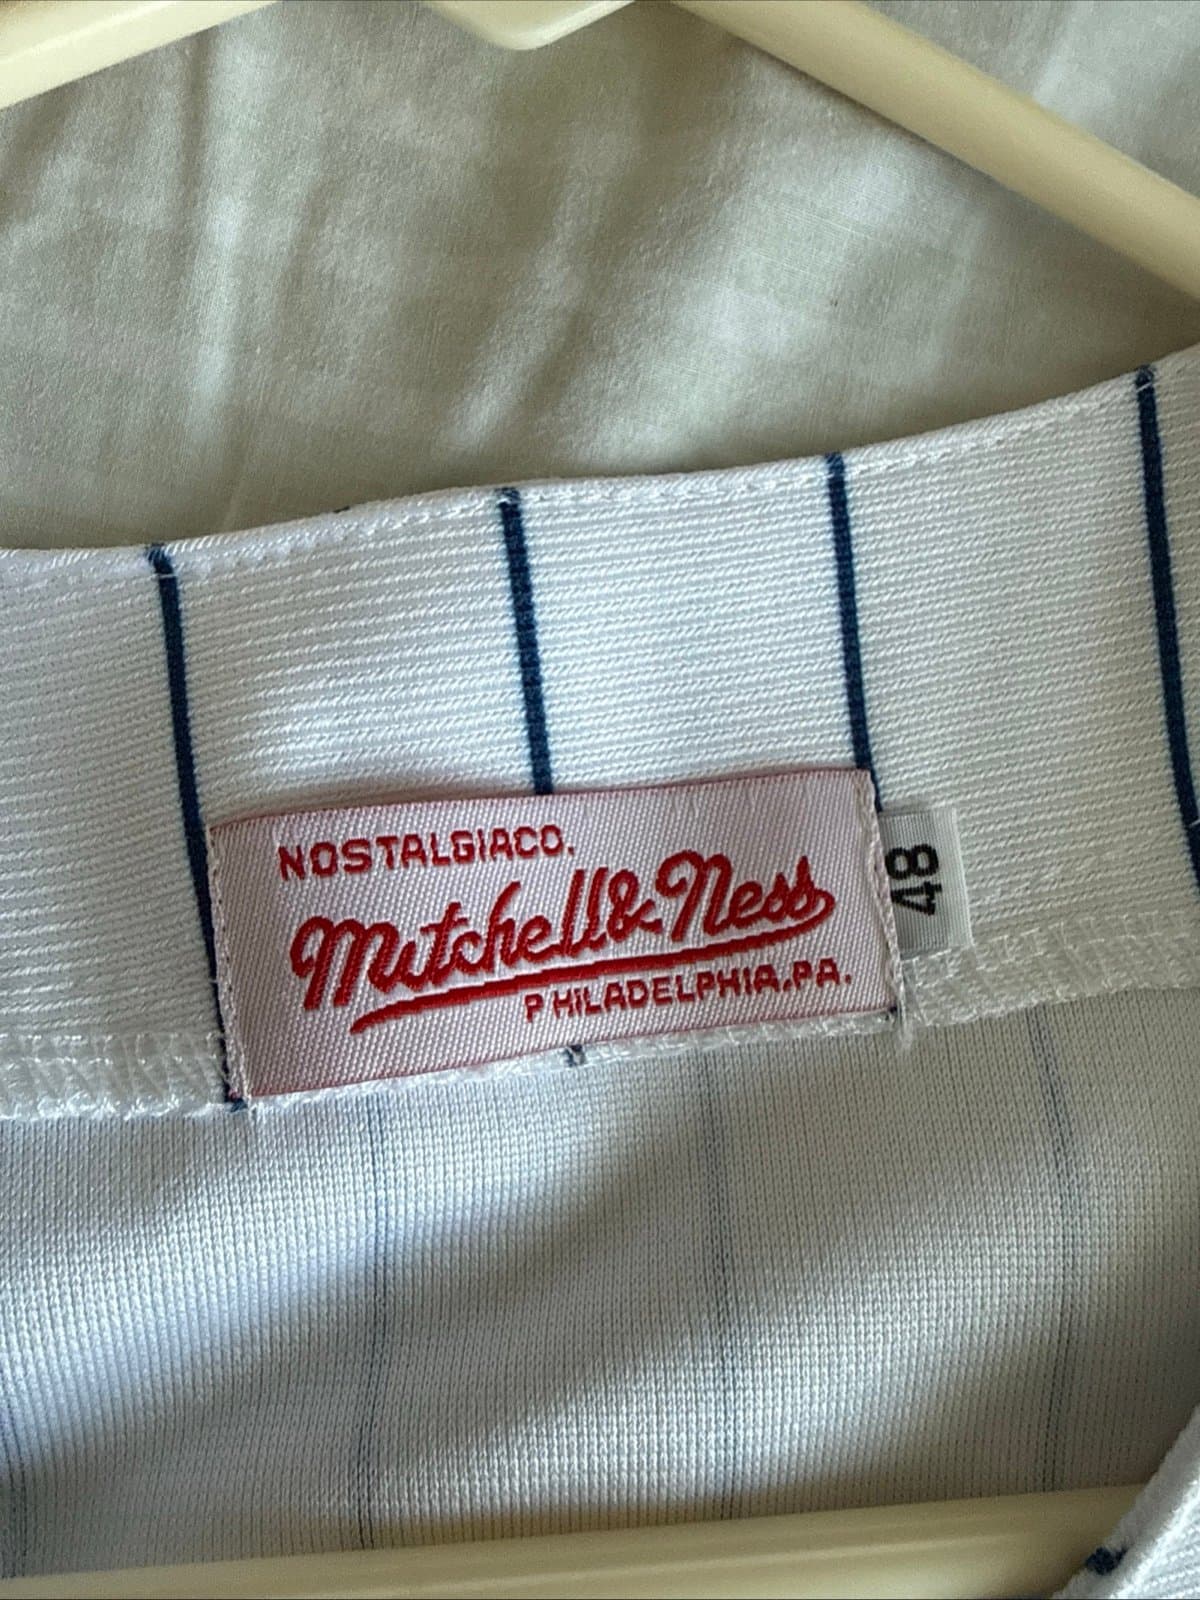 NOSTALGIACO.
Mitchell & Ness
PHILADELPHIA,PA.
48